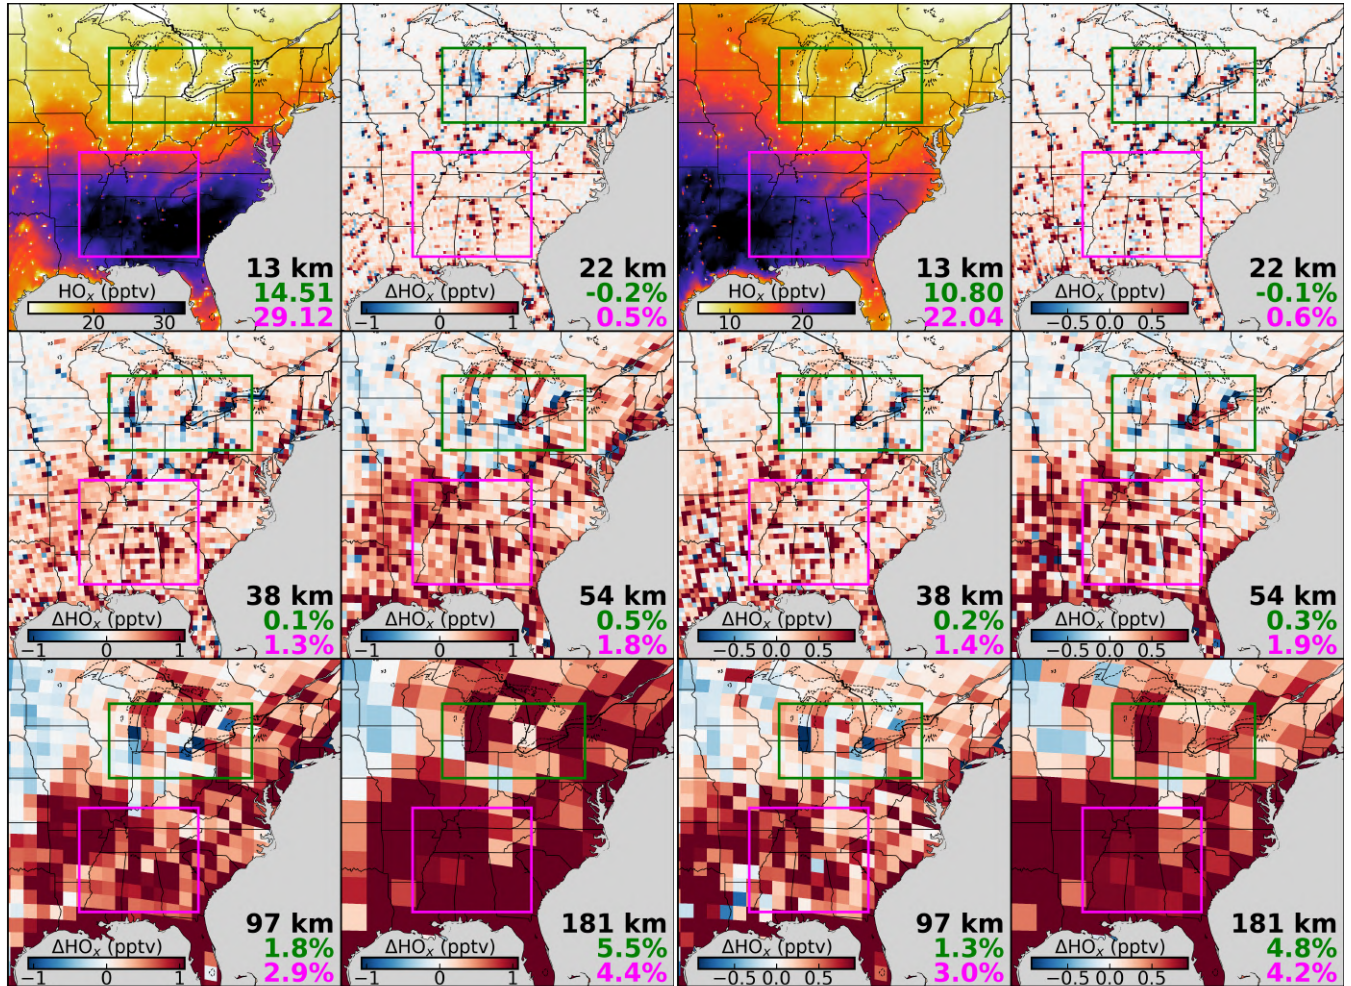 13 km
HOₓ (pptv) 14.51
20 30 29.12
22 km
ΔHOₓ (pptv) -0.2%
−1 0 1 0.5%
13 km
HOₓ (pptv) 10.80
10 20 22.04
22 km
ΔHOₓ (pptv) -0.1%
−0.5 0.0 0.5 0.6%
38 km
ΔHOₓ (pptv) 0.1%
−1 0 1 1.3%
54 km
ΔHOₓ (pptv) 0.5%
−1 0 1 1.8%
38 km
ΔHOₓ (pptv) 0.2%
−0.5 0.0 0.5 1.4%
54 km
ΔHOₓ (pptv) 0.3%
−0.5 0.0 0.5 1.9%
97 km
ΔHOₓ (pptv) 1.8%
−1 0 1 2.9%
181 km
ΔHOₓ (pptv) 5.5%
−1 0 1 4.4%
97 km
ΔHOₓ (pptv) 1.3%
−0.5 0.0 0.5 3.0%
181 km
ΔHOₓ (pptv) 4.8%
−0.5 0.0 0.5 4.2%